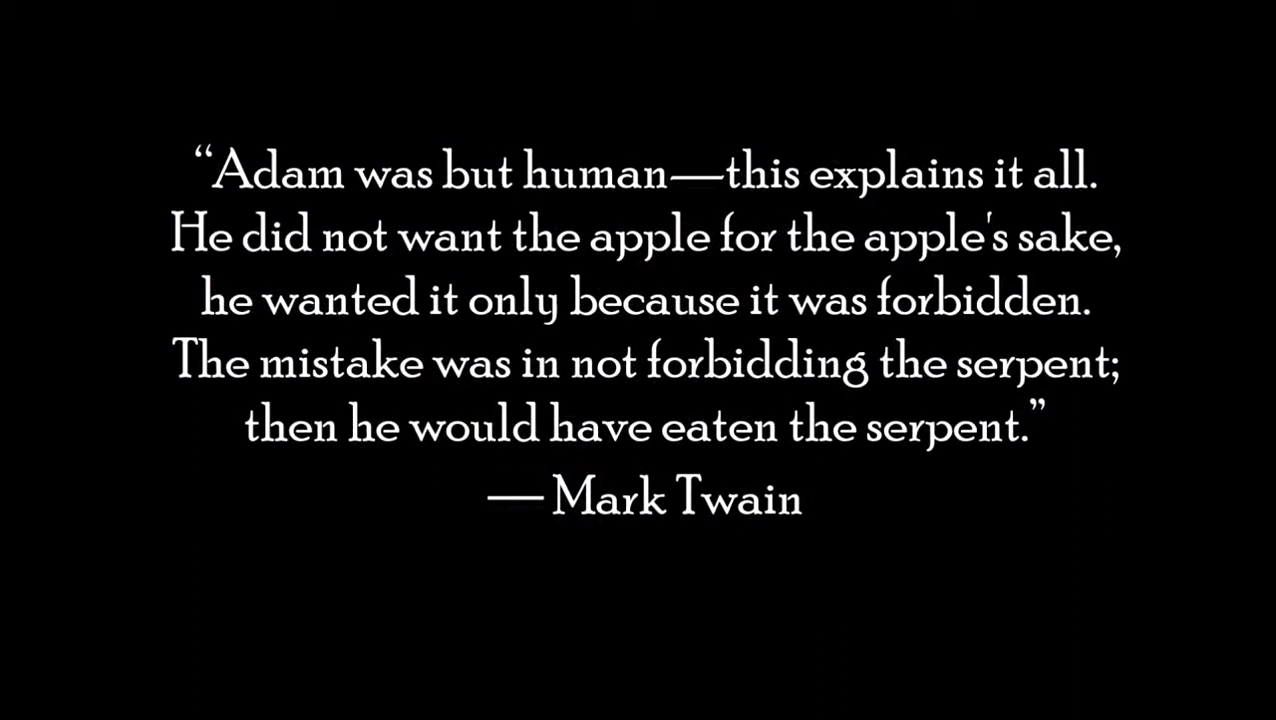 “Adam was but human—this explains it all.
He did not want the apple for the apple's sake,
he wanted it only because it was forbidden.
The mistake was in not forbidding the serpent;
then he would have eaten the serpent.”
— Mark Twain